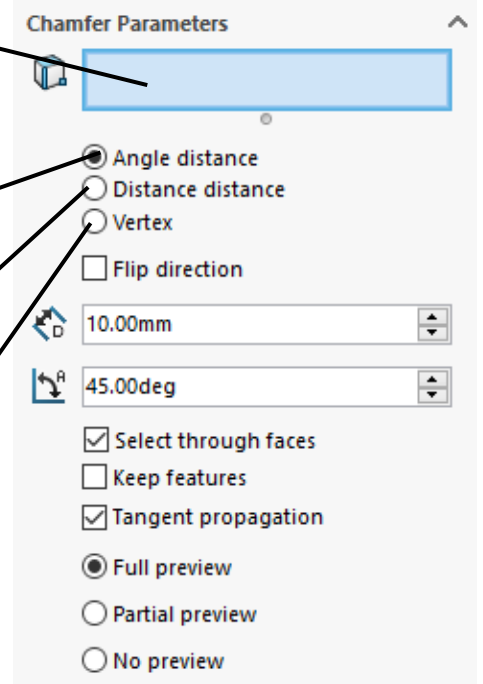 Chamfer Parameters
Angle distance
Distance distance
Vertex
Flip direction
D
10.00mm
A
45.00deg
Select through faces
Keep features
Tangent propagation
Full preview
Partial preview
No preview